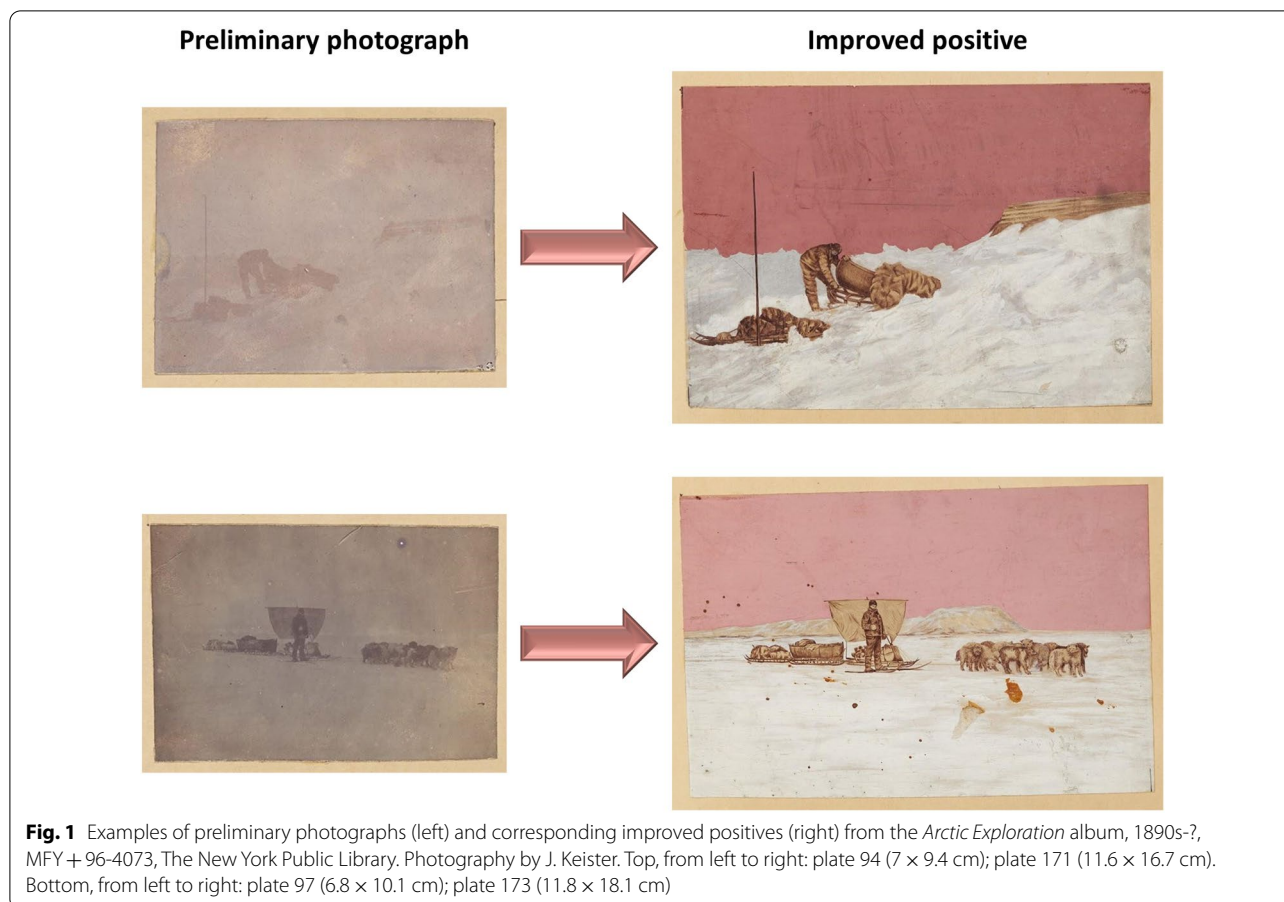 Preliminary photograph
Improved positive
Fig. 1 Examples of preliminary photographs (left) and corresponding improved positives (right) from the Arctic Exploration album, 1890s-?,
MFY + 96-4073, The New York Public Library. Photography by J. Keister. Top, from left to right: plate 94 (7 × 9.4 cm); plate 171 (11.6 × 16.7 cm).
Bottom, from left to right: plate 97 (6.8 × 10.1 cm); plate 173 (11.8 × 18.1 cm)